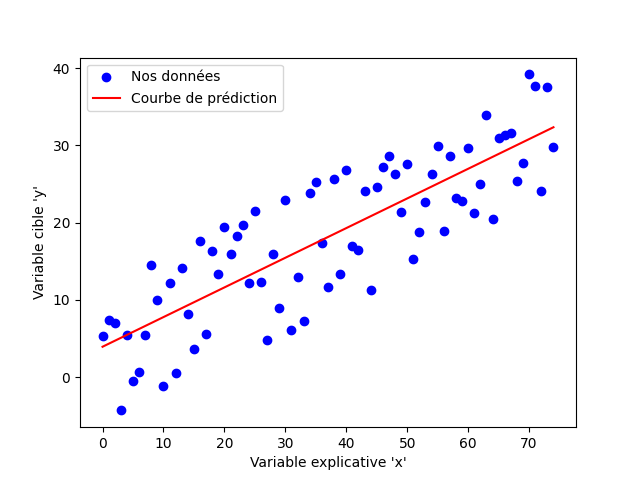 Nos données
Courbe de prédiction
40
30
20
10
0
Variable cible 'y'
0 10 20 30 40 50 60 70
Variable explicative 'x'